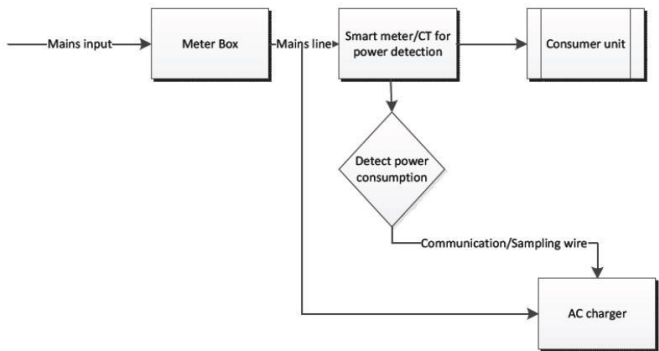 Mains input
Meter Box
Mains line
Smart meter/CT for
power detection
Consumer unit
Detect power
consumption
Communication/Sampling wire
AC charger